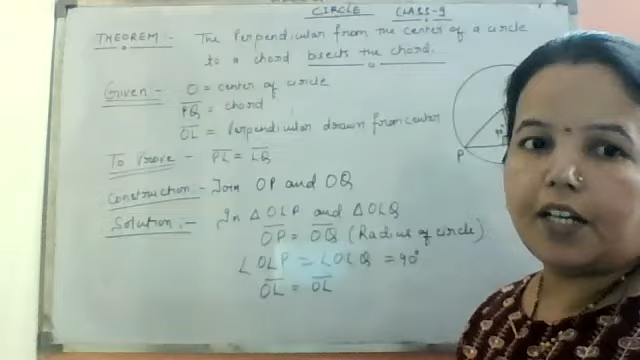 CIRCLE CLASS-9
THEOREM - The Perpendicular from the center of a circle
to a chord bisects the chord.
Given - O = center of circle
PQ = chord
OL = Perpendicular drawn from center
To Prove - PL = LQ
Construction - Join OP and OQ
Solution - In △ OLP and △ OLQ
OP = OQ (Radius of circle)
∠ OLP = ∠ OLQ = 90°
OL = OL
90°
P